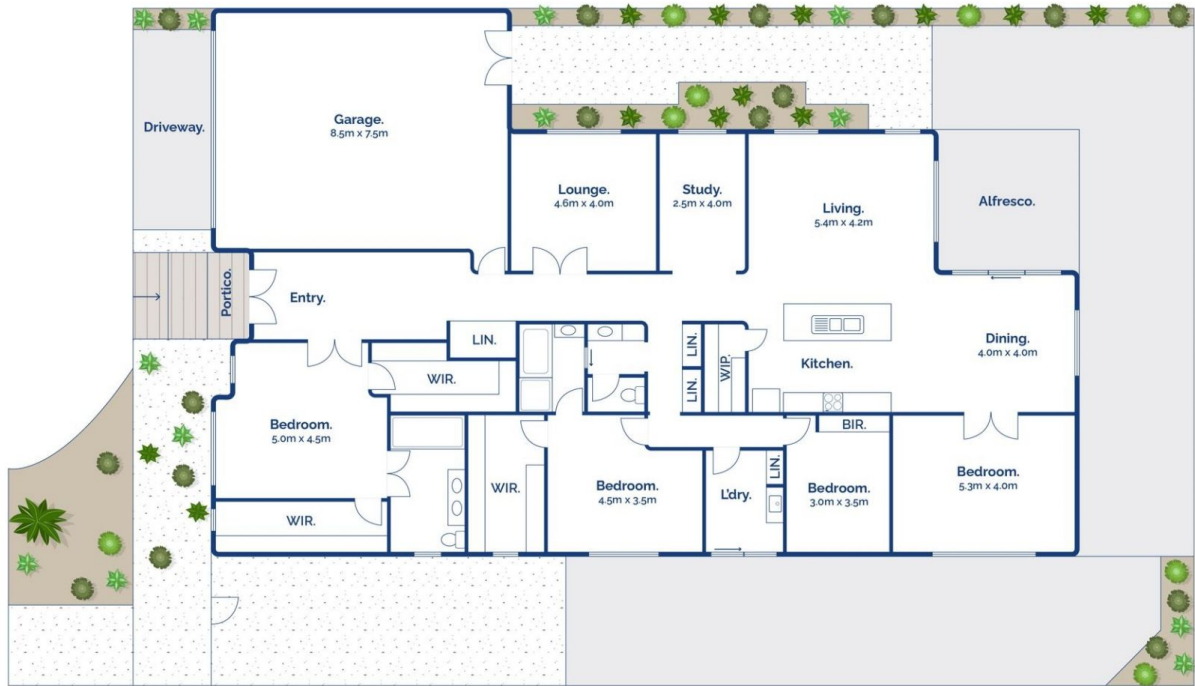 Driveway.
Garage.
8.5m x 7.5m
Lounge.
4.6m x 4.0m
Study.
2.5m x 4.0m
Living.
5.4m x 4.2m
Alfresco.
Portico.
Entry.
LIN.
WIR.
LIN.
LIN.
WIP.
Kitchen.
Dining.
4.0m x 4.0m
Bedroom.
5.0m x 4.5m
WIR.
WIR.
Bedroom.
4.5m x 3.5m
L'dry.
LIN.
BIR.
Bedroom.
3.0m x 3.5m
Bedroom.
5.3m x 4.0m